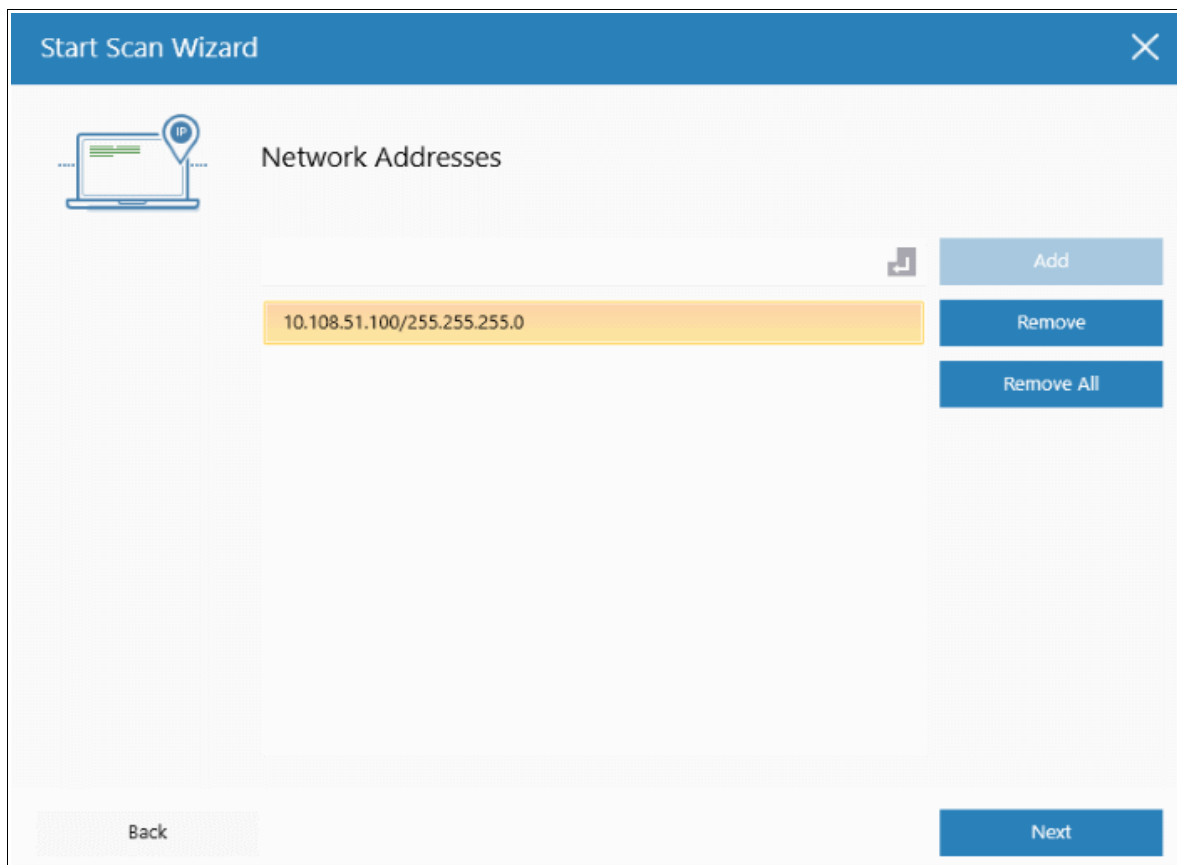 Start Scan Wizard
IP
Network Addresses
Add
10.108.51.100/255.255.255.0
Remove
Remove All
Back
Next